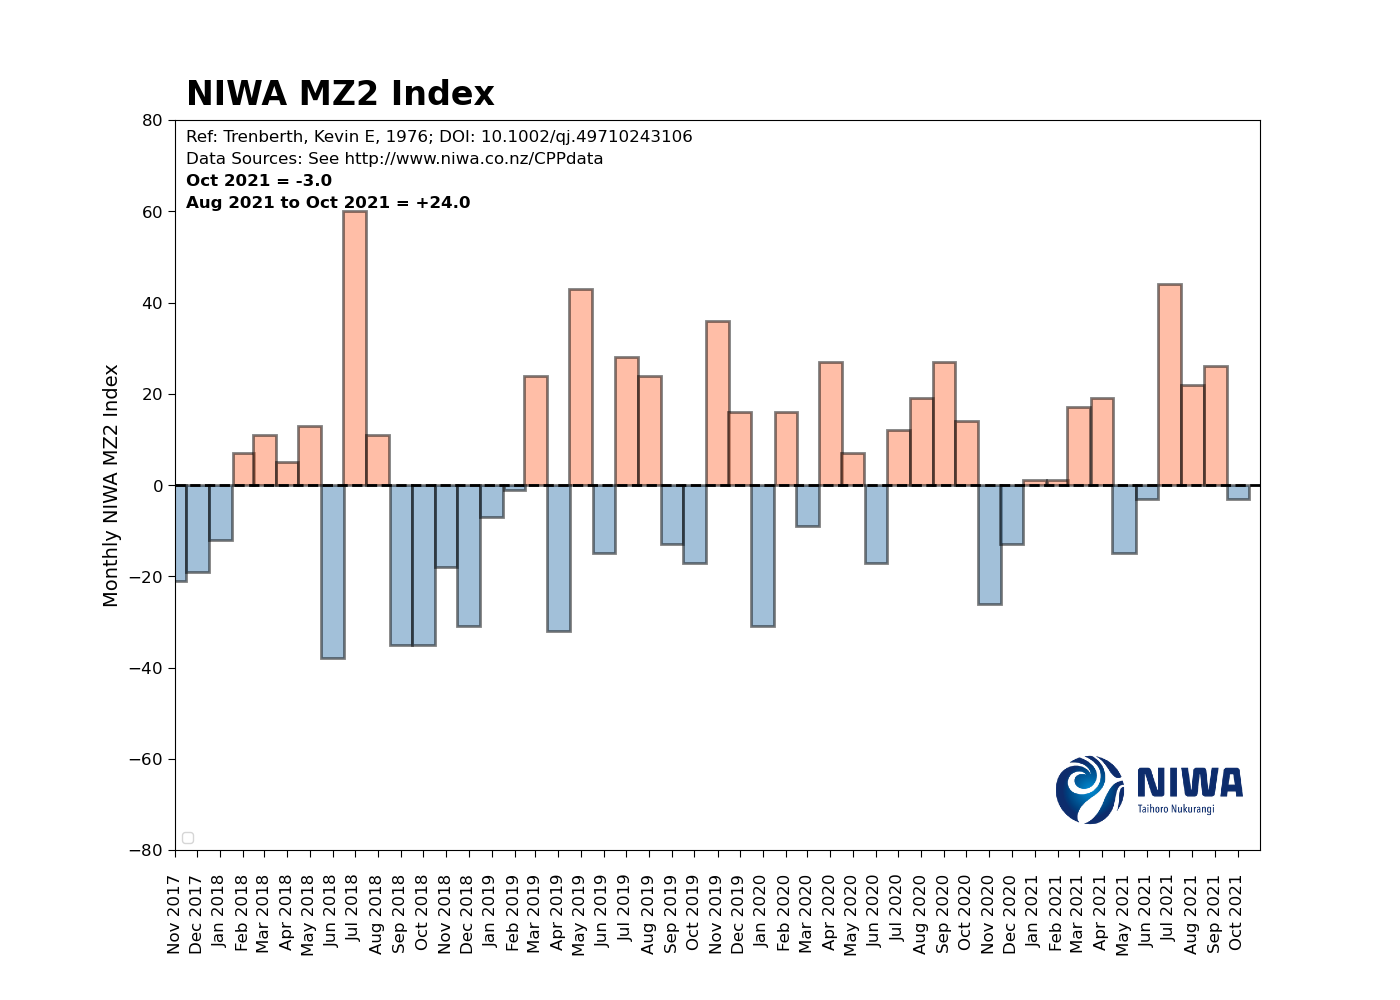 NIWA MZ2 Index
Ref: Trenberth, Kevin E, 1976; DOI: 10.1002/qj.49710243106
Data Sources: See http://www.niwa.co.nz/CPPdata
Oct 2021 = -3.0
Aug 2021 to Oct 2021 = +24.0
Monthly NIWA MZ2 Index
80
60
40
20
0
−20
−40
−60
−80
NIWA
Taihoro Nukurangi
Nov 2017
Dec 2017
Jan 2018
Feb 2018
Mar 2018
Apr 2018
May 2018
Jun 2018
Jul 2018
Aug 2018
Sep 2018
Oct 2018
Nov 2018
Dec 2018
Jan 2019
Feb 2019
Mar 2019
Apr 2019
May 2019
Jun 2019
Jul 2019
Aug 2019
Sep 2019
Oct 2019
Nov 2019
Dec 2019
Jan 2020
Feb 2020
Mar 2020
Apr 2020
May 2020
Jun 2020
Jul 2020
Aug 2020
Sep 2020
Oct 2020
Nov 2020
Dec 2020
Jan 2021
Feb 2021
Mar 2021
Apr 2021
May 2021
Jun 2021
Jul 2021
Aug 2021
Sep 2021
Oct 2021